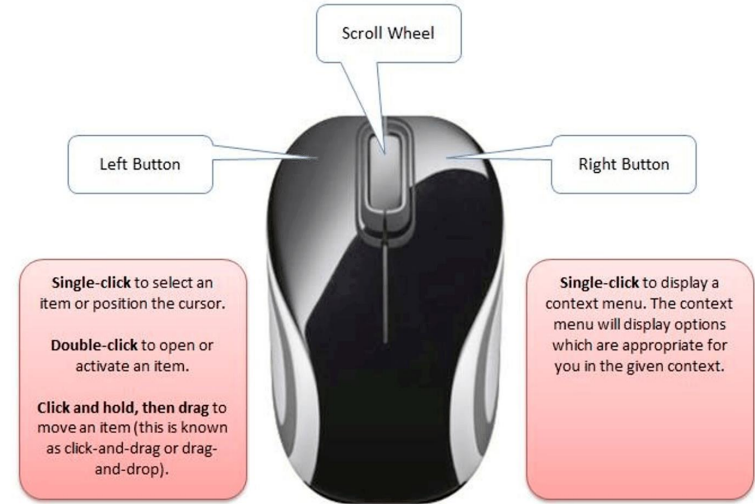 Scroll Wheel
Left Button
Right Button
Single-click to select an
item or position the cursor.
Double-click to open or
activate an item.
Click and hold, then drag to
move an item (this is known
as click-and-drag or drag-
and-drop).
Single-click to display a
context menu. The context
menu will display options
which are appropriate for
you in the given context.